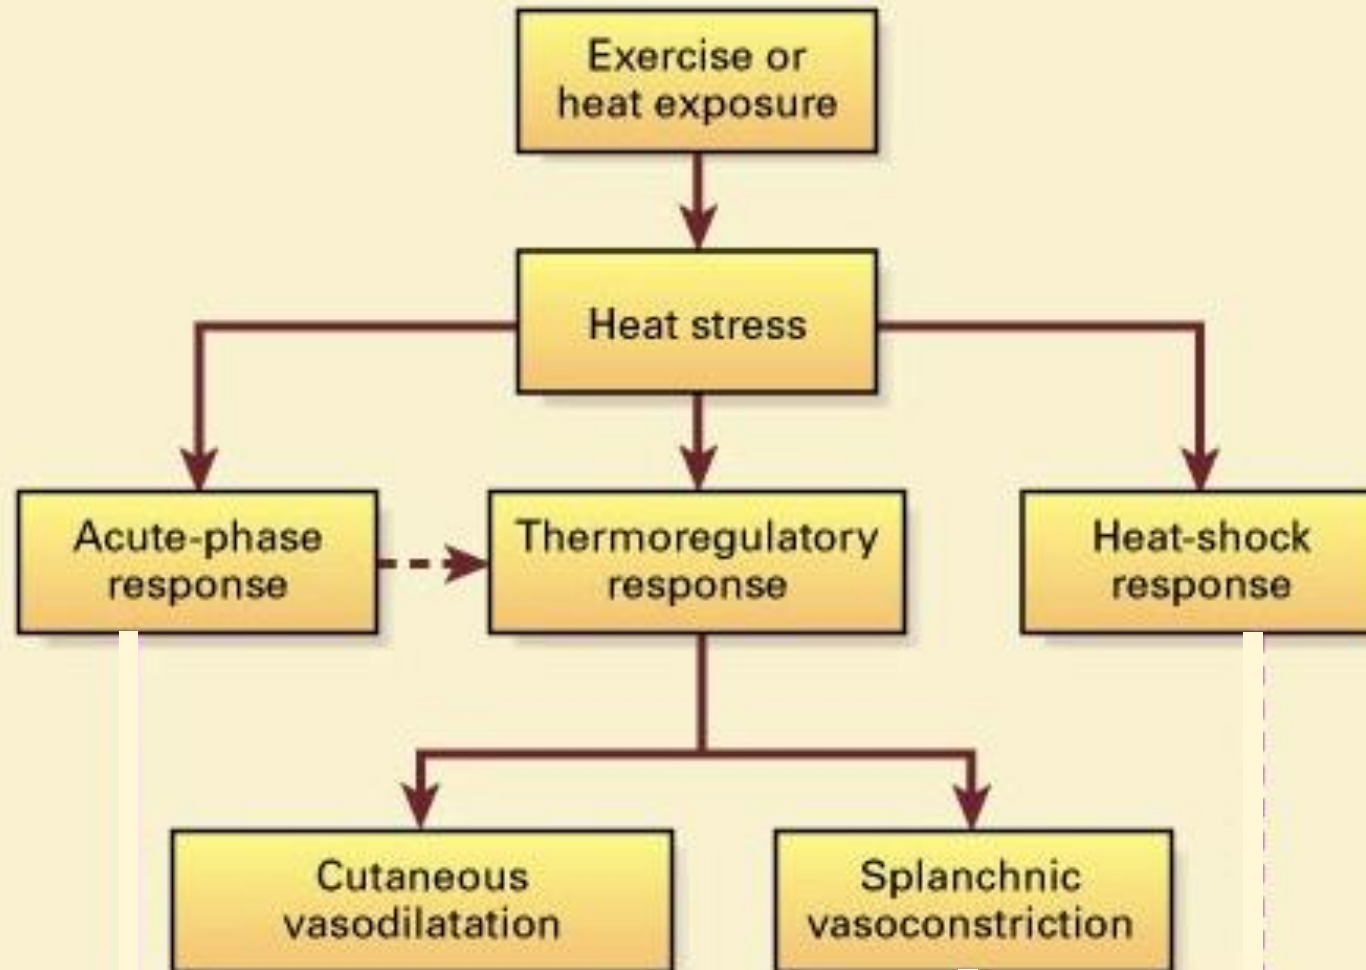 Exercise or
heat exposure
Heat stress
Acute-phase
response
Thermoregulatory
response
Heat-shock
response
Cutaneous
vasodilatation
Splanchnic
vasoconstriction